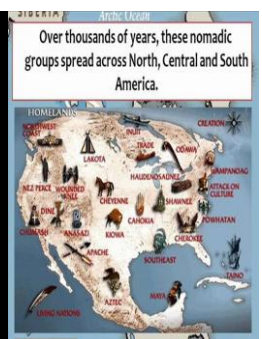 SIBERIA
Arctic Ocean
Over thousands of years, these nomadic
groups spread across North, Central and South
America.
HOMELANDS
CREATION
NORTHWEST
COAST
INUIT
TRADE
OJIBWA
LAKOTA
HAUDENOSAUNEE
WAMPANOAG
NEZ PERCE
WOUNDED
KNEE
ATTACK ON
CULTURE
CHEYENNE
SHAWNEE
DINE
CAHOKIA
POWHATAN
CHUMASH
ANASAZI
KIOWA
CHEROKEE
APACHE
SOUTHEAST
TAINO
AZTEC
MAYA
LIVING NATIONS